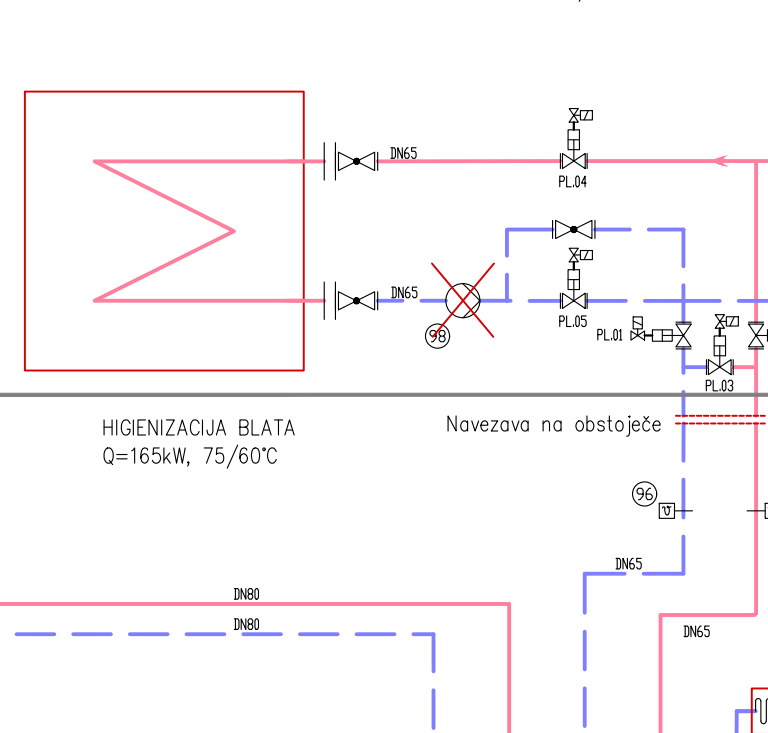 DN65
PL.04
DN65
PL.05
98
PL.01
PL.03
HIGIENIZACIJA BLATA
Q=165kW, 75/60°C
Navezava na obstoječe
96
DN65
DN80
DN80
DN65